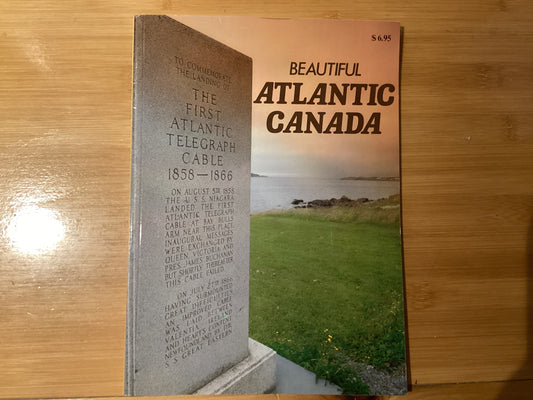 $ 6.95
BEAUTIFUL
ATLANTIC
CANADA
TO COMMEMORATE
THE LANDING OF
THE
FIRST
ATLANTIC
TELEGRAPH
CABLE
1858—1866
ON AUGUST 5TH 1858
THE U.S.S. NIAGARA
LANDED THE FIRST
ATLANTIC TELEGRAPH
CABLE AT BAY BULLS
ARM NEAR THIS PLACE.
INAUGURAL MESSAGES
WERE EXCHANGED BY
QUEEN VICTORIA AND
PRES. JAMES BUCHANAN
BUT SHORTLY THEREAFTER
THIS CABLE FAILED.
ON JULY 27TH 1866
HAVING SURMOUNTED
GREAT DIFFICULTIES
AN IMPROVED CABLE
WAS LAID BETWEEN
VALENTIA, IRELAND
AND HEART'S CONTENT
NEWFOUNDLAND BY THE
S S GREAT EASTERN